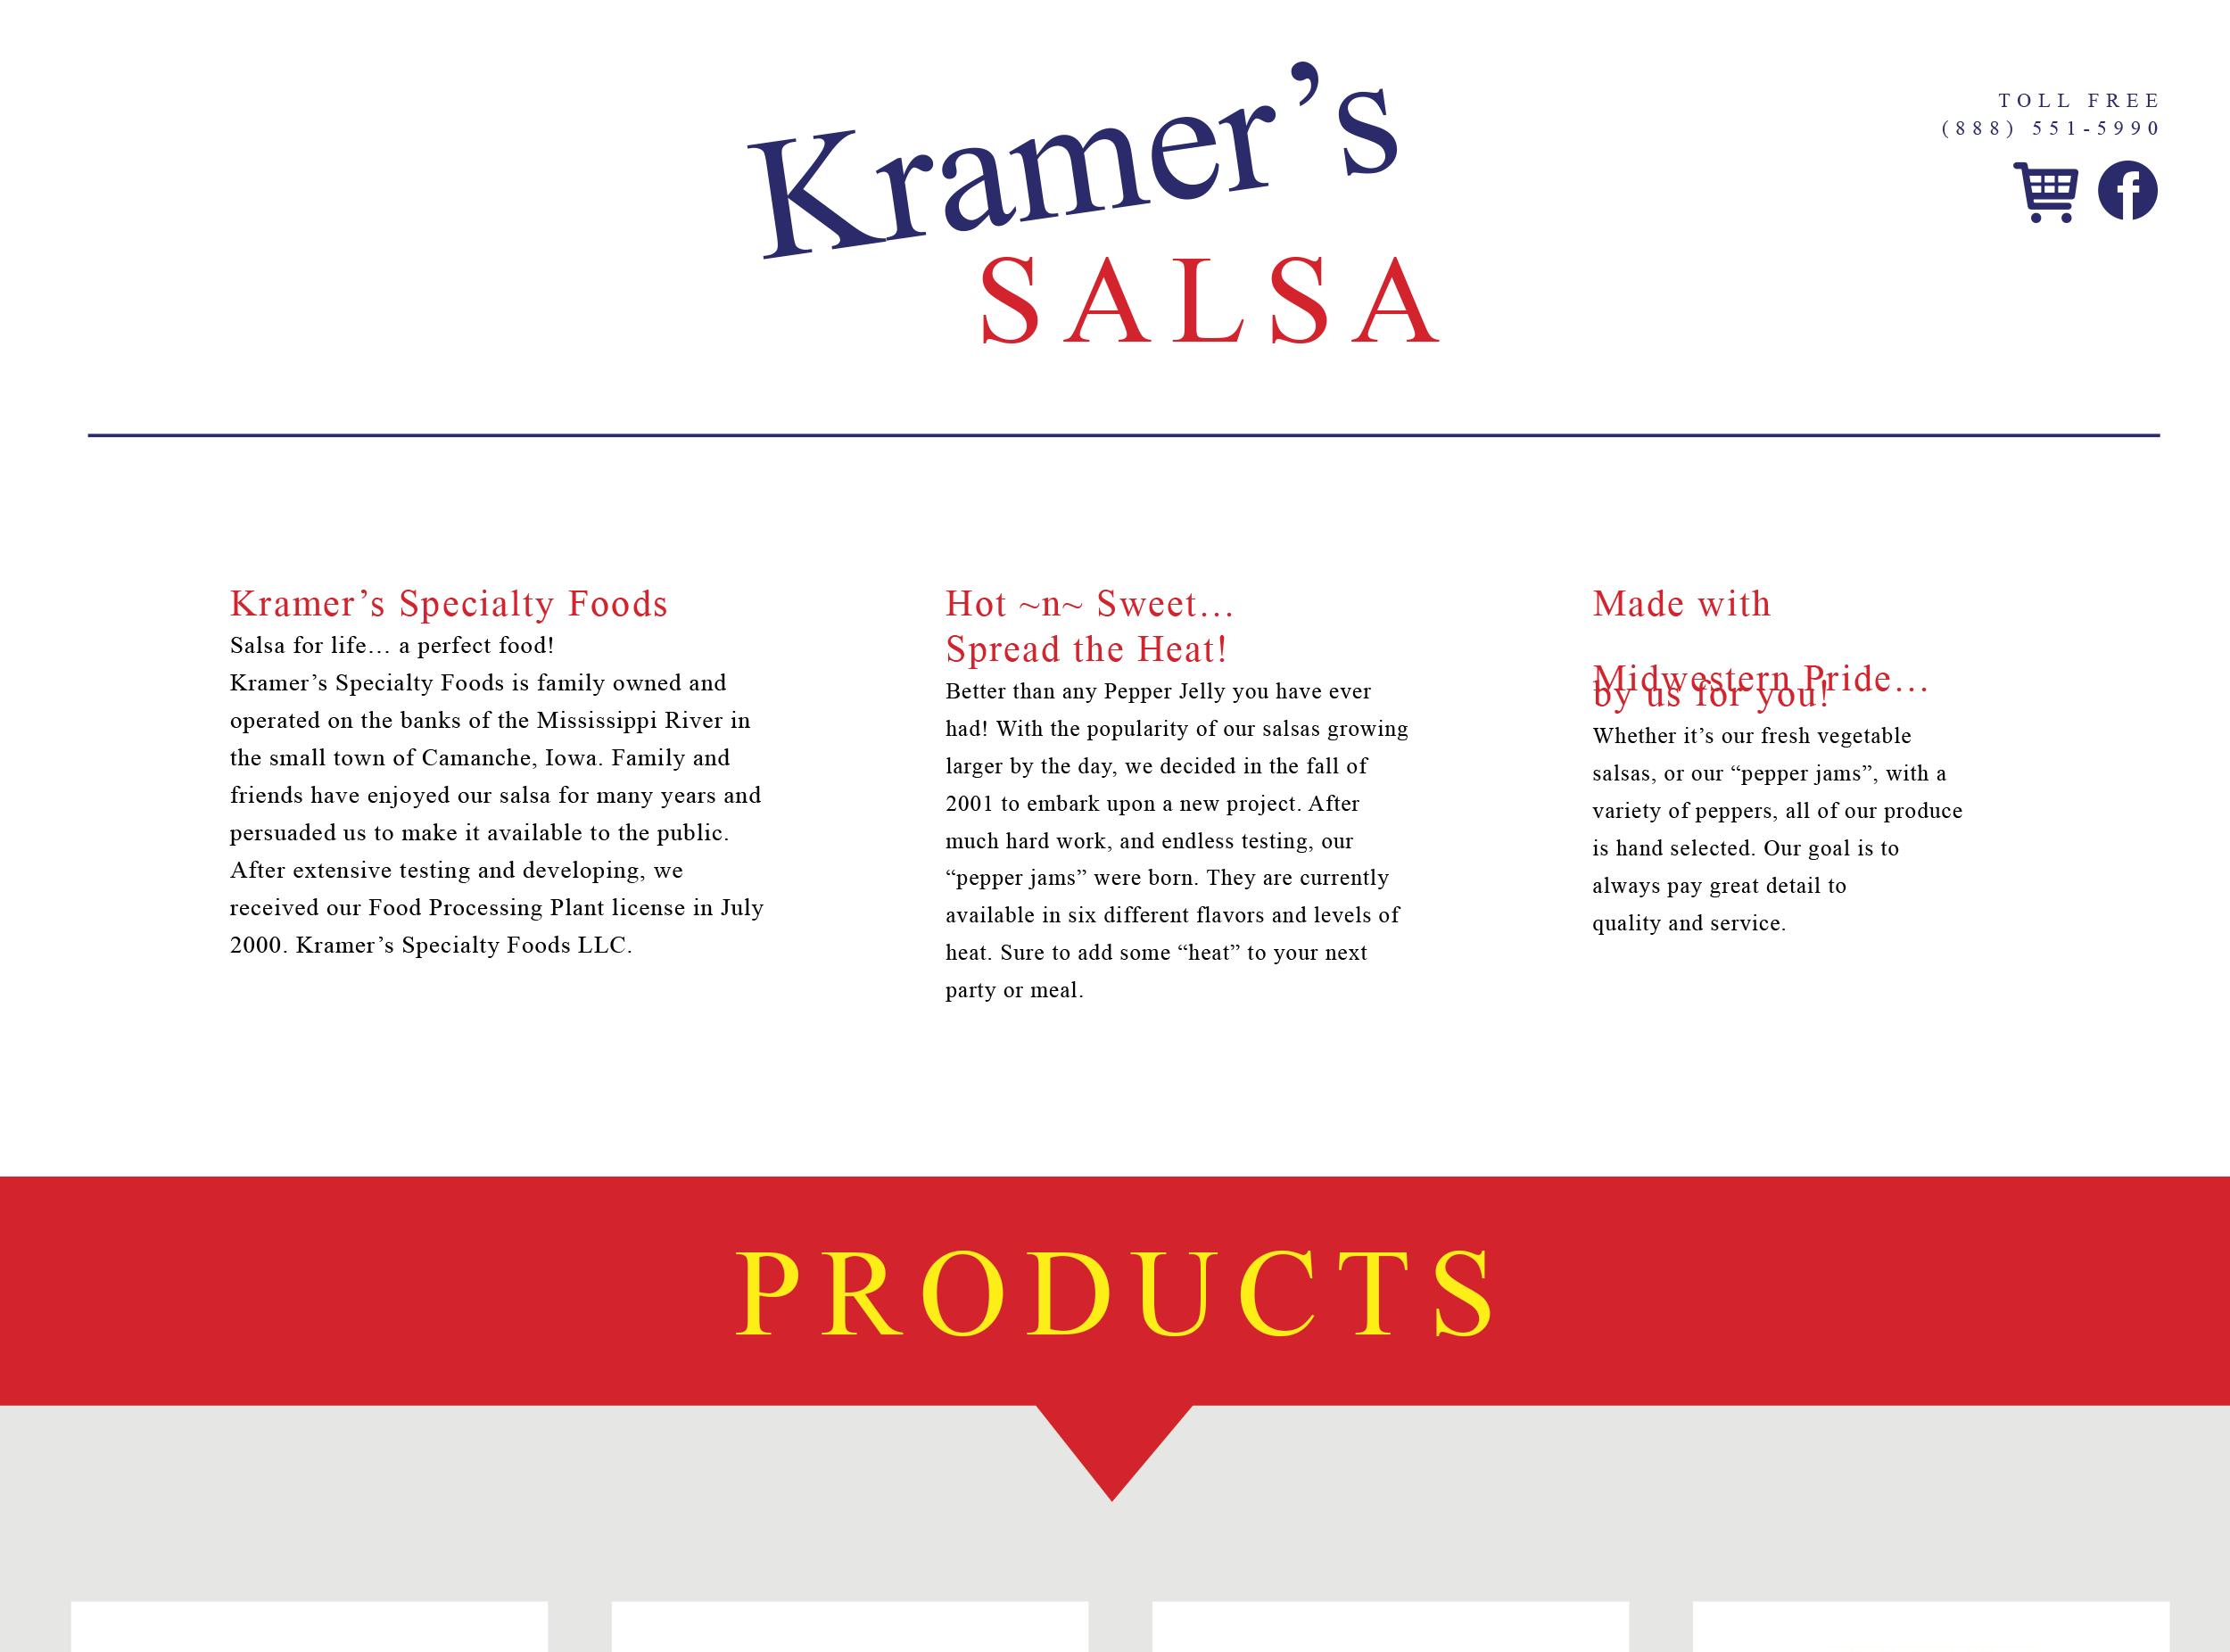 Kramer’s
SALSA
TOLL FREE
(888) 551-5990
Kramer’s Specialty Foods
Salsa for life… a perfect food!
Kramer’s Specialty Foods is family owned and
operated on the banks of the Mississippi River in
the small town of Camanche, Iowa. Family and
friends have enjoyed our salsa for many years and
persuaded us to make it available to the public.
After extensive testing and developing, we
received our Food Processing Plant license in July
2000. Kramer’s Specialty Foods LLC.
Hot ~n~ Sweet…
Spread the Heat!
Better than any Pepper Jelly you have ever
had! With the popularity of our salsas growing
larger by the day, we decided in the fall of
2001 to embark upon a new project. After
much hard work, and endless testing, our
“pepper jams” were born. They are currently
available in six different flavors and levels of
heat. Sure to add some “heat” to your next
party or meal.
Made with
Midwestern Pride…
by us for you!
Whether it’s our fresh vegetable
salsas, or our “pepper jams”, with a
variety of peppers, all of our produce
is hand selected. Our goal is to
always pay great detail to
quality and service.
PRODUCTS